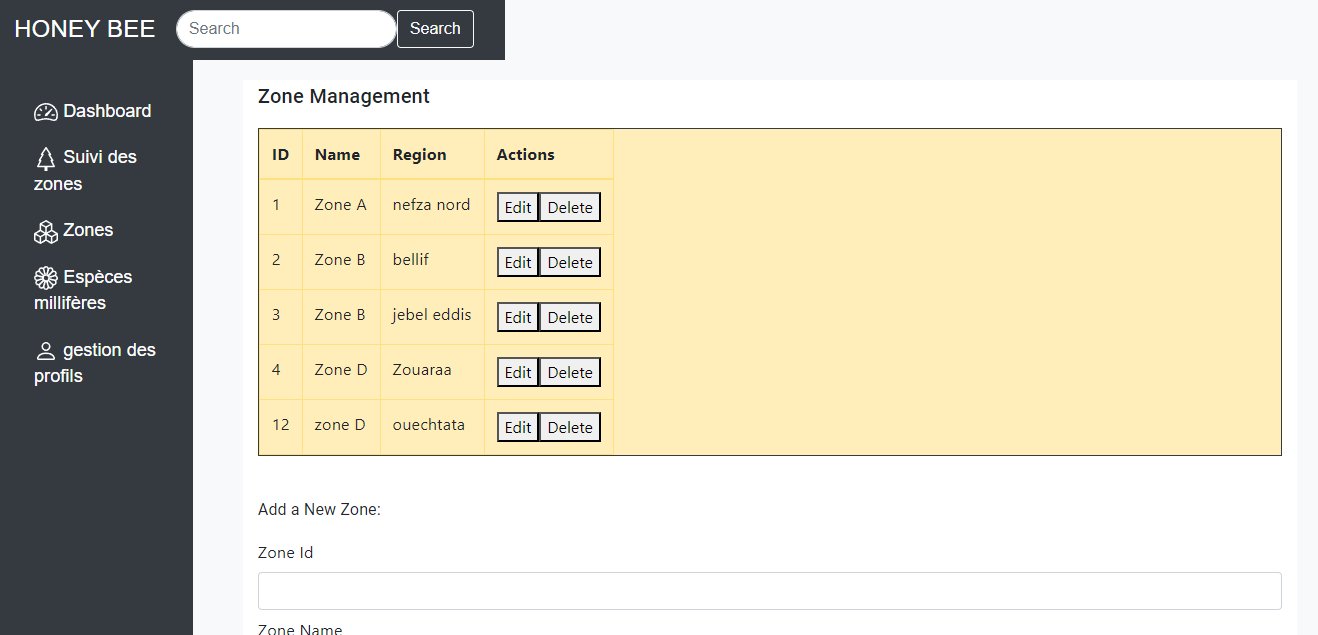 HONEY BEE
Search
Search
Dashboard
Suivi des
zones
Zones
Espèces
millifères
gestion des
profils
Zone Management
ID Name Region Actions
1 Zone A nefza nord Edit Delete
2 Zone B bellif Edit Delete
3 Zone B jebel eddis Edit Delete
4 Zone D Zouaraa Edit Delete
12 zone D ouechtata Edit Delete
Add a New Zone:
Zone Id
Zone Name